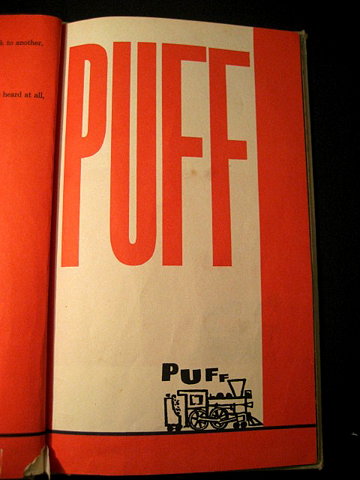 k to another,
heard at all,
PUFF
PUFF